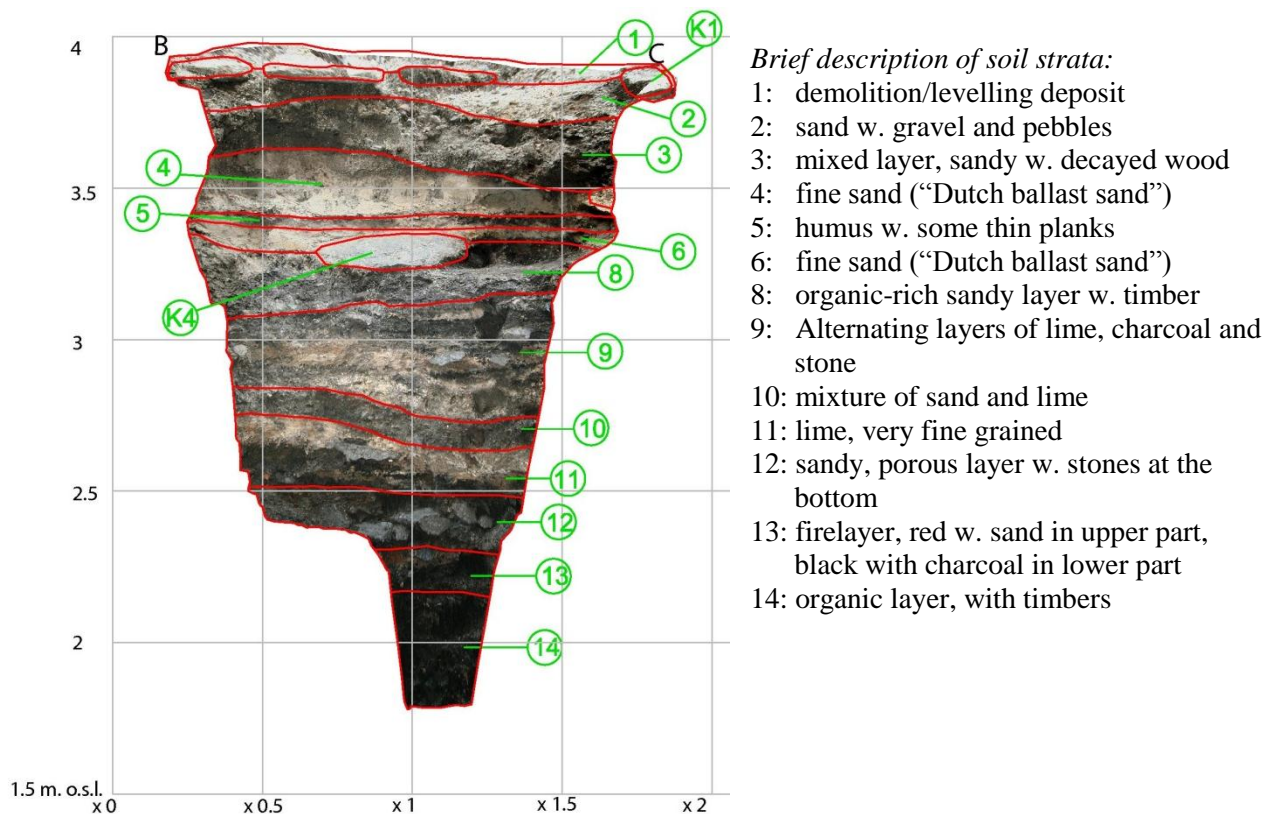 4
B
1
K1
C
2
3
3.5
4
5
6
8
K4
3
9
10
11
2.5
12
13
2
14
1.5 m. o.s.l.
x 0
x 0.5
x 1
x 1.5
x 2
Brief description of soil strata:
1: demolition/levelling deposit
2: sand w. gravel and pebbles
3: mixed layer, sandy w. decayed wood
4: fine sand (“Dutch ballast sand”)
5: humus w. some thin planks
6: fine sand (“Dutch ballast sand”)
8: organic-rich sandy layer w. timber
9: Alternating layers of lime, charcoal and
stone
10: mixture of sand and lime
11: lime, very fine grained
12: sandy, porous layer w. stones at the
bottom
13: firelayer, red w. sand in upper part,
black with charcoal in lower part
14: organic layer, with timbers